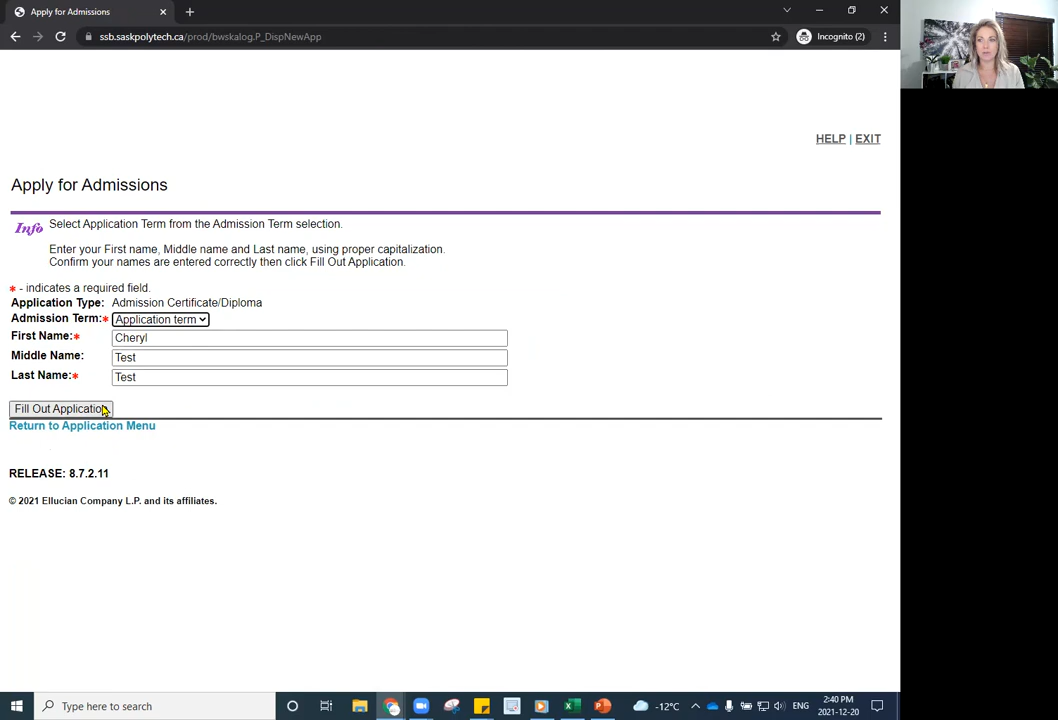 Apply for Admissions
ssb.saskpolytech.ca/prod/bwskalog.P_DispNewApp
Incognito (2)
HELP | EXIT
Apply for Admissions
Info Select Application Term from the Admission Term selection.
Enter your First name, Middle name and Last name, using proper capitalization.
Confirm your names are entered correctly then click Fill Out Application.
* - indicates a required field.
Application Type: Admission Certificate/Diploma
Admission Term:* Application term
First Name:* Cheryl
Middle Name: Test
Last Name:* Test
Fill Out Application
Return to Application Menu
RELEASE: 8.7.2.11
© 2021 Ellucian Company L.P. and its affiliates.
Type here to search
-12°C
ENG
2:40 PM
2021-12-20